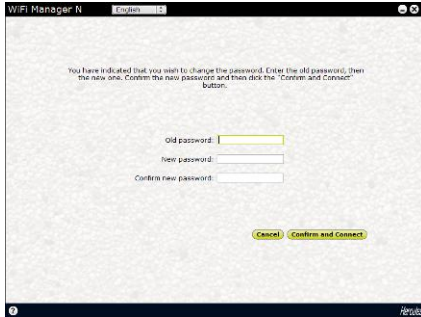 WiFi Manager N
English
You have indicated that you wish to change the password. Enter the old password, then
the new one. Confirm the new password and then click the "Confirm and Connect"
button.
Old password:
New password:
Confirm new password:
Cancel Confirm and Connect
? Hercules